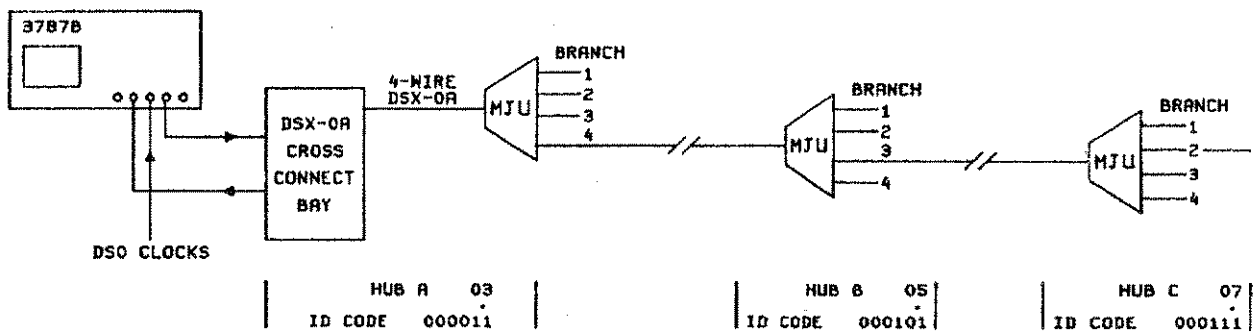 3787B
4-WIRE
DSX-0A
DSX-0A
CROSS
CONNECT
BAY
DS0 CLOCKS
MJU
BRANCH
1
2
3
4
MJU
BRANCH
1
2
3
4
MJU
BRANCH
1
2
3
4
HUB A 03
ID CODE 000011
HUB B 05
ID CODE 000101
HUB C 07
ID CODE 000111